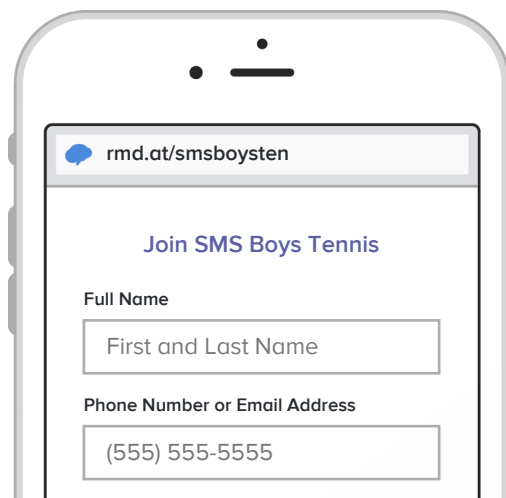 rmd.at/smsboysten
Join SMS Boys Tennis
Full Name
First and Last Name
Phone Number or Email Address
(555) 555-5555